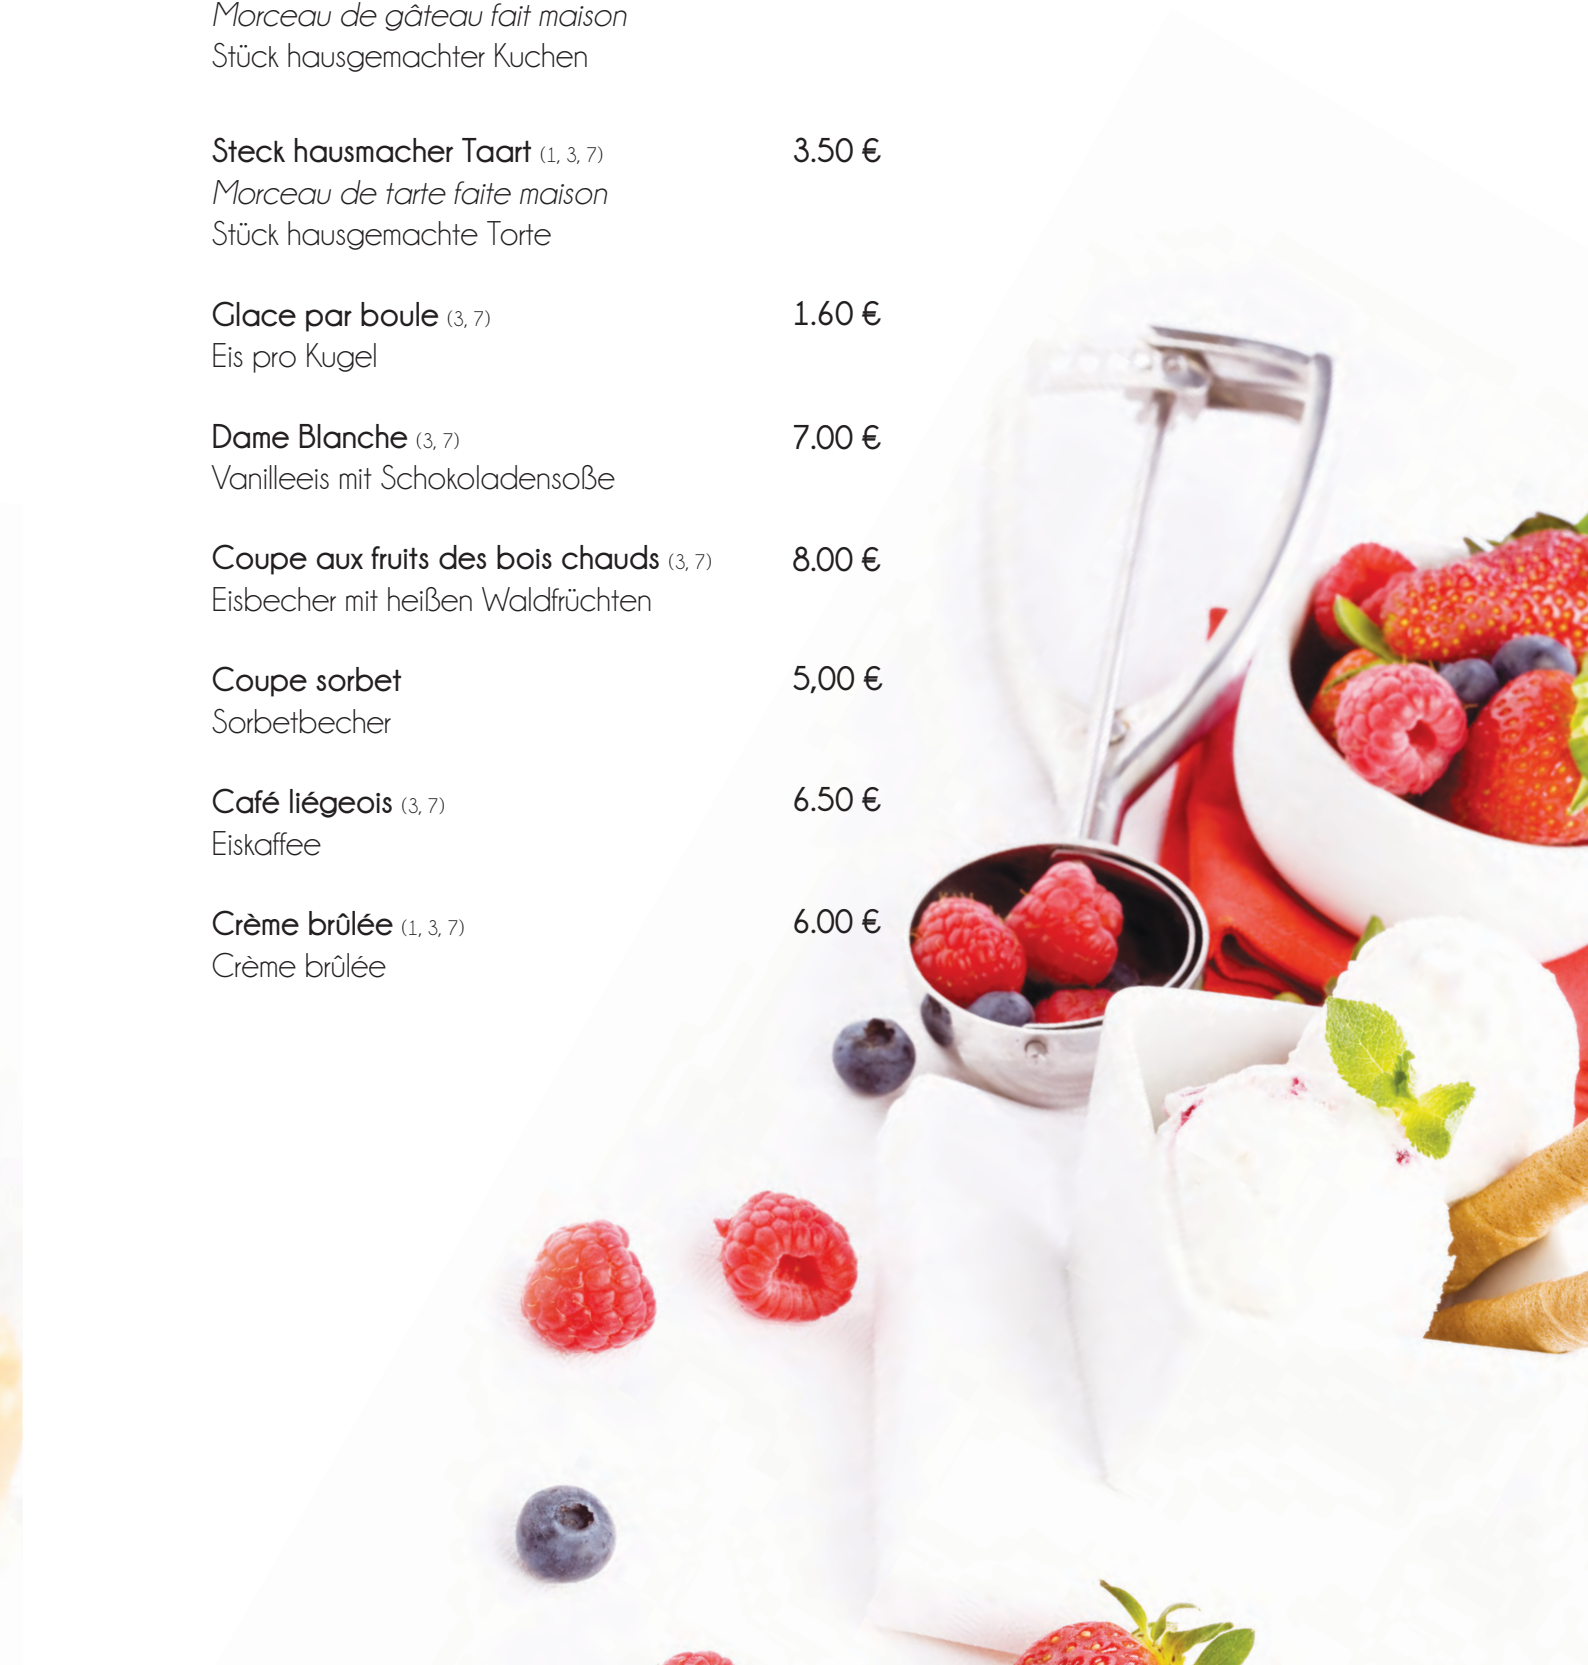 Morceau de gâteau fait maison
Stück hausgemachter Kuchen
Steck hausmacher Taart (1, 3, 7) 3.50 €
Morceau de tarte faite maison
Stück hausgemachte Torte
Glace par boule (3, 7) 1.60 €
Eis pro Kugel
Dame Blanche (3, 7) 7.00 €
Vanilleeis mit Schokoladensoße
Coupe aux fruits des bois chauds (3, 7) 8.00 €
Eisbecher mit heißen Waldfrüchten
Coupe sorbet 5,00 €
Sorbetbecher
Café liégeois (3, 7) 6.50 €
Eiskaffee
Crème brûlée (1, 3, 7) 6.00 €
Crème brûlée